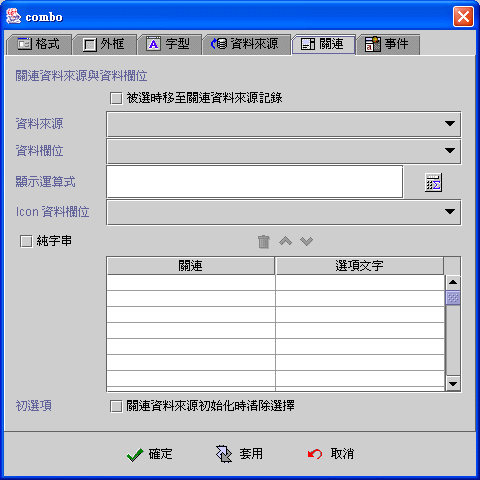 combo
格式 外框 字型 資料來源 關連 事件
關連資料來源與資料欄位
被選時移至關連資料來源記錄
資料來源
資料欄位
顯示運算式
Icon 資料欄位
純字串
關連 選項文字
初選項 關連資料來源初始化時清除選擇
確定 套用 取消